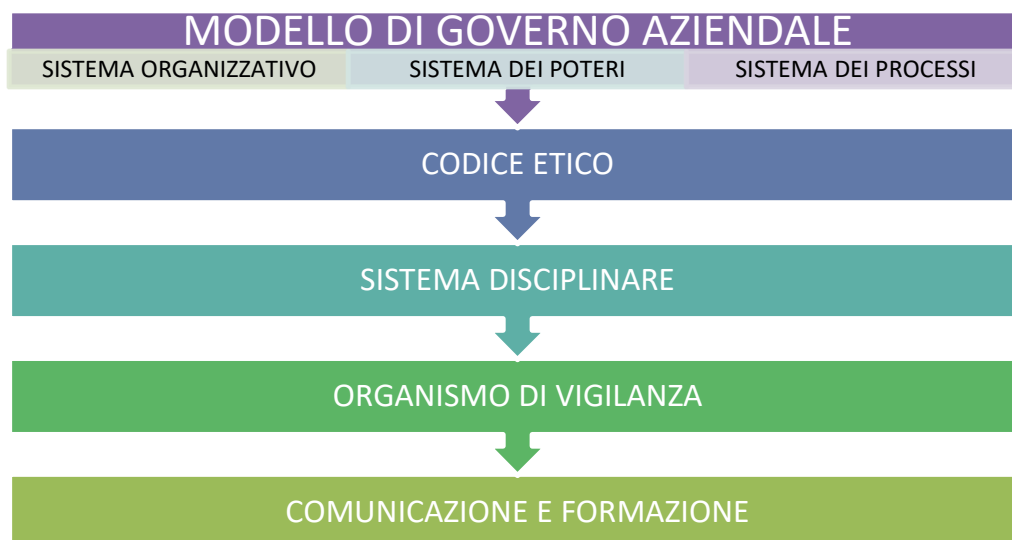 MODELLO DI GOVERNO AZIENDALE
SISTEMA ORGANIZZATIVO SISTEMA DEI POTERI SISTEMA DEI PROCESSI
CODICE ETICO
SISTEMA DISCIPLINARE
ORGANISMO DI VIGILANZA
COMUNICAZIONE E FORMAZIONE